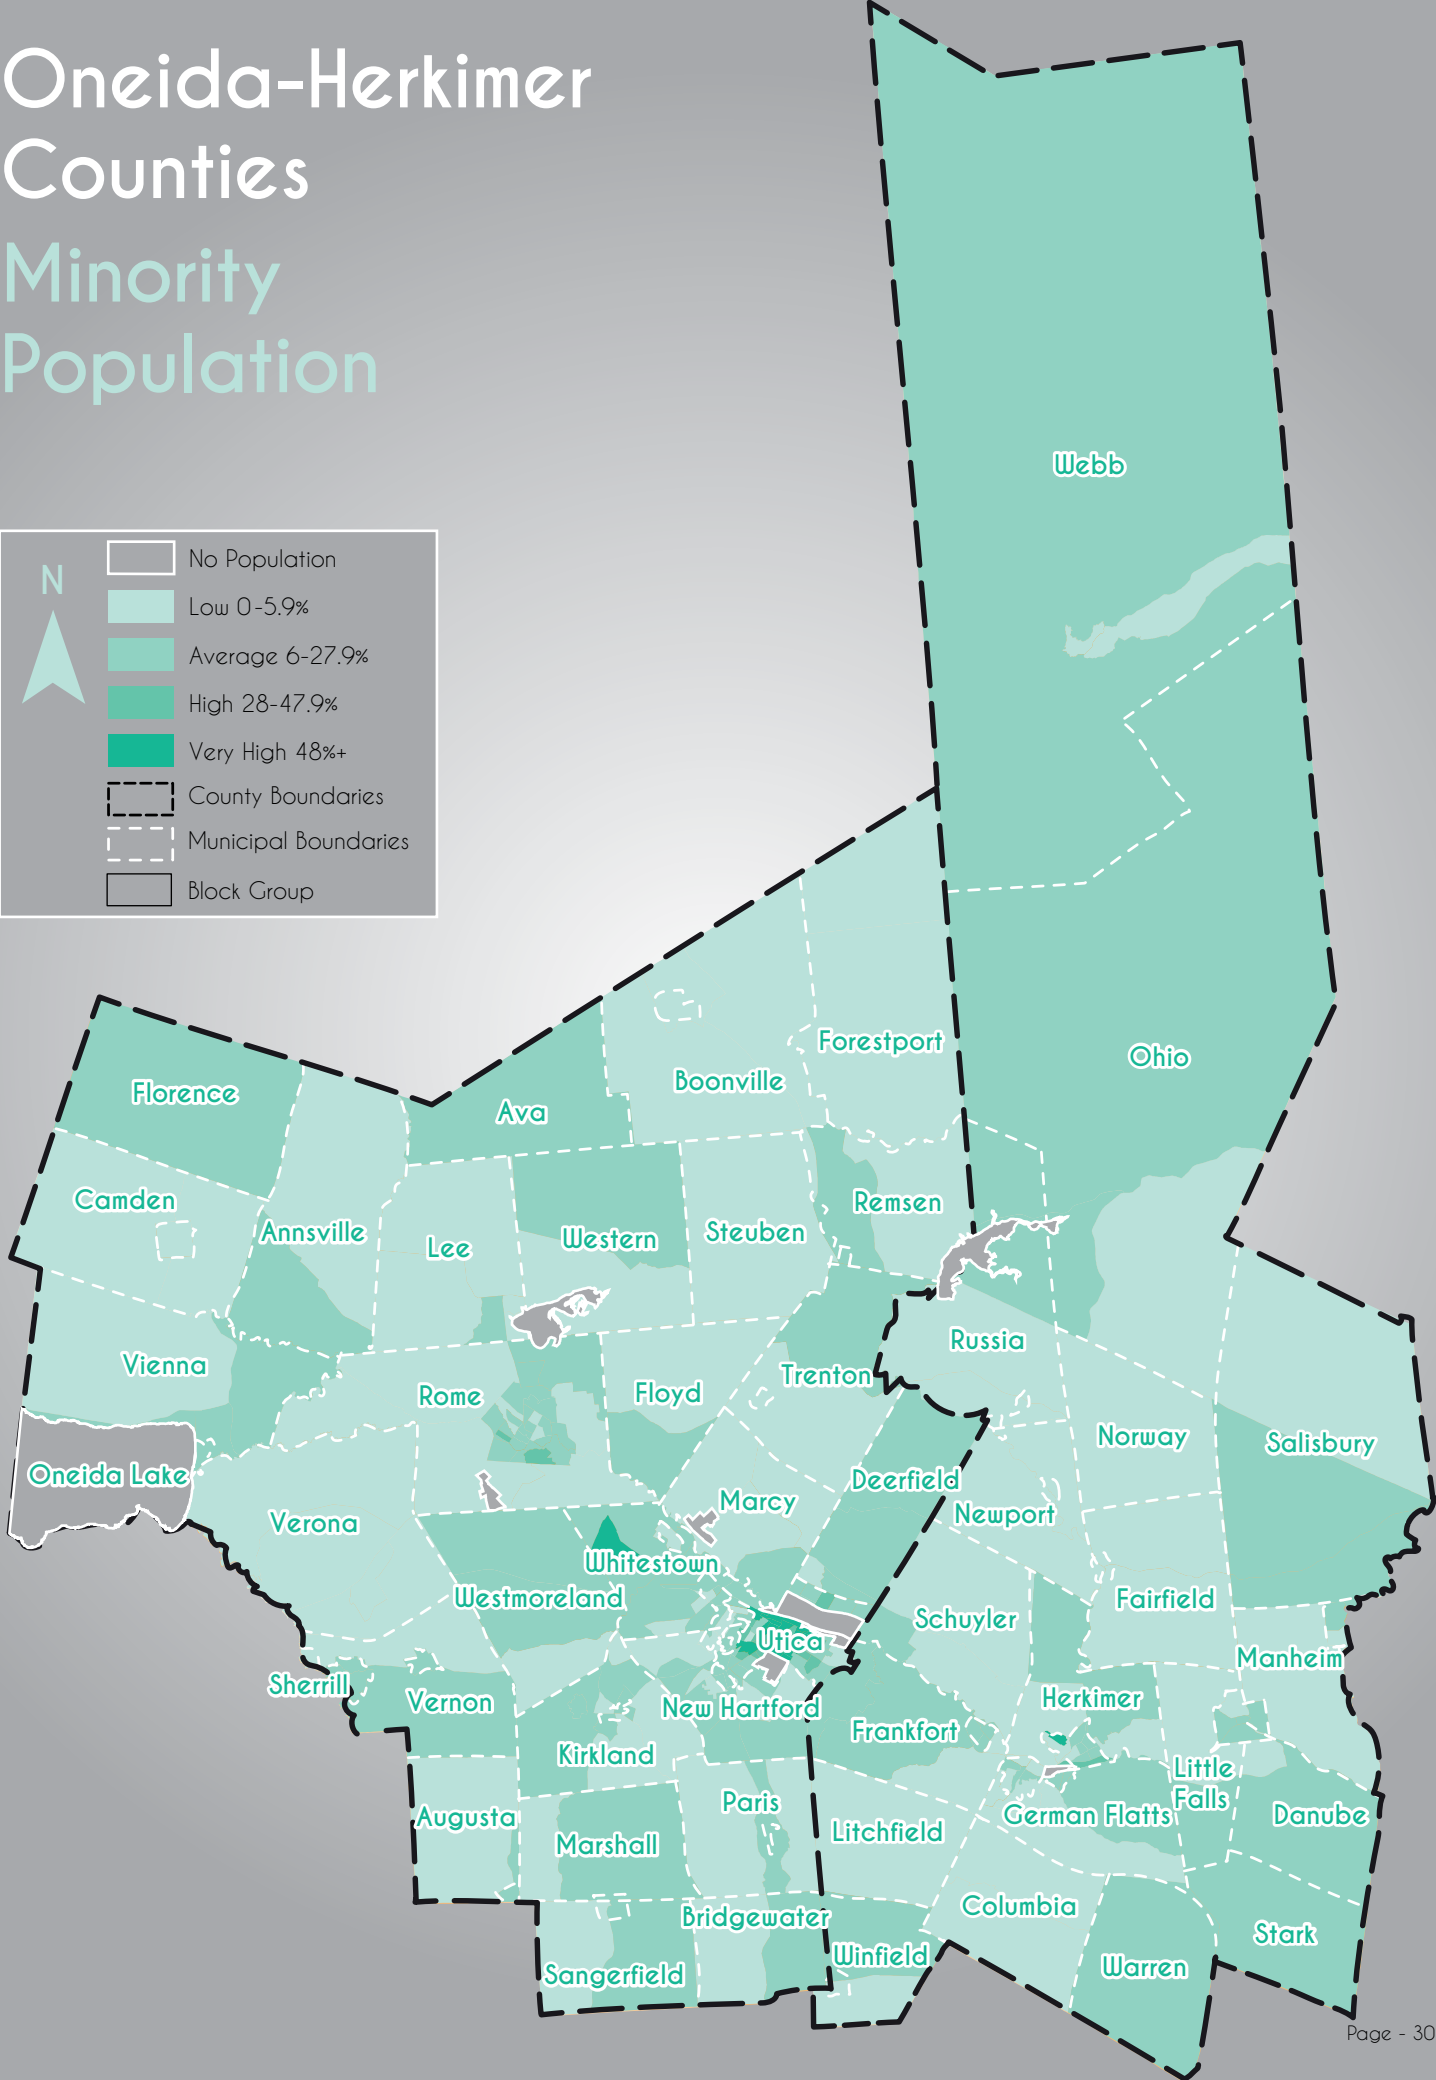 Oneida-Herkimer
Counties
Minority
Population
N
No Population
Low 0-5.9%
Average 6-27.9%
High 28-47.9%
Very High 48%+
County Boundaries
Municipal Boundaries
Block Group
Webb
Ohio
Forestport
Boonville
Florence
Ava
Camden
Annsville
Lee
Western
Steuben
Remsen
Vienna
Rome
Floyd
Trenton
Russia
Norway
Salisbury
Oneida Lake
Verona
Marcy
Deerfield
Newport
Whitestown
Westmoreland
Utica
Schuyler
Fairfield
Manheim
Sherrill
Vernon
New Hartford
Frankfort
Herkimer
Kirkland
Little
Falls
Augusta
Marshall
Paris
Litchfield
German Flatts
Danube
Bridgewater
Columbia
Sangerfield
Winfield
Warren
Stark
Page - 30